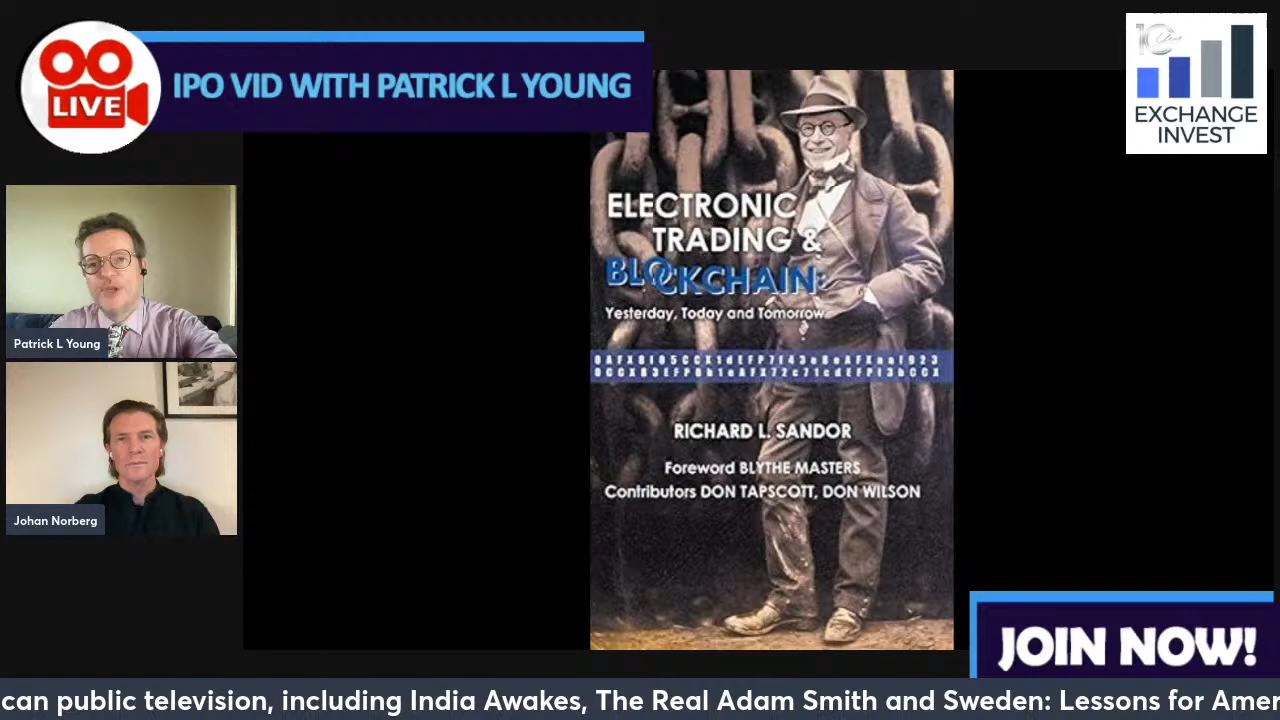 LIVE
IPO VID WITH PATRICK L YOUNG
EXCHANGE
INVEST
Patrick L Young
Johan Norberg
ELECTRONIC
TRADING &
BLOCKCHAIN:
Yesterday, Today and Tomorrow
RICHARD L. SANDOR
Foreword BLYTHE MASTERS
Contributors DON TAPSCOTT, DON WILSON
JOIN NOW!
can public television, including India Awakes, The Real Adam Smith and Sweden: Lessons for Amer